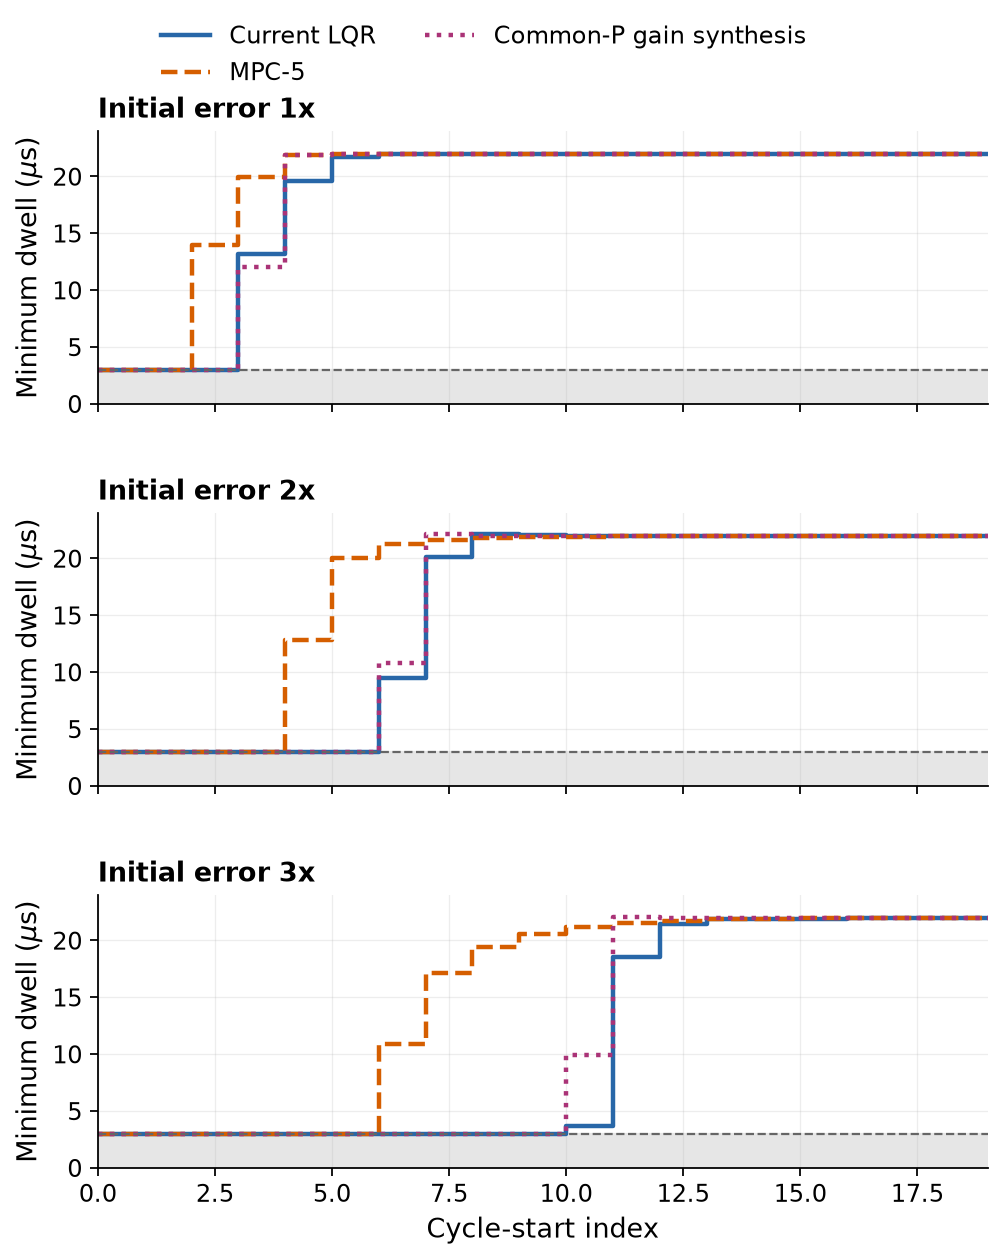 Current LQR
Common-P gain synthesis
MPC-5
Initial error 1x
Minimum dwell (μs)
20
15
10
5
0
Initial error 2x
Minimum dwell (μs)
20
15
10
5
0
Initial error 3x
Minimum dwell (μs)
20
15
10
5
0
0.0 2.5 5.0 7.5 10.0 12.5 15.0 17.5
Cycle-start index